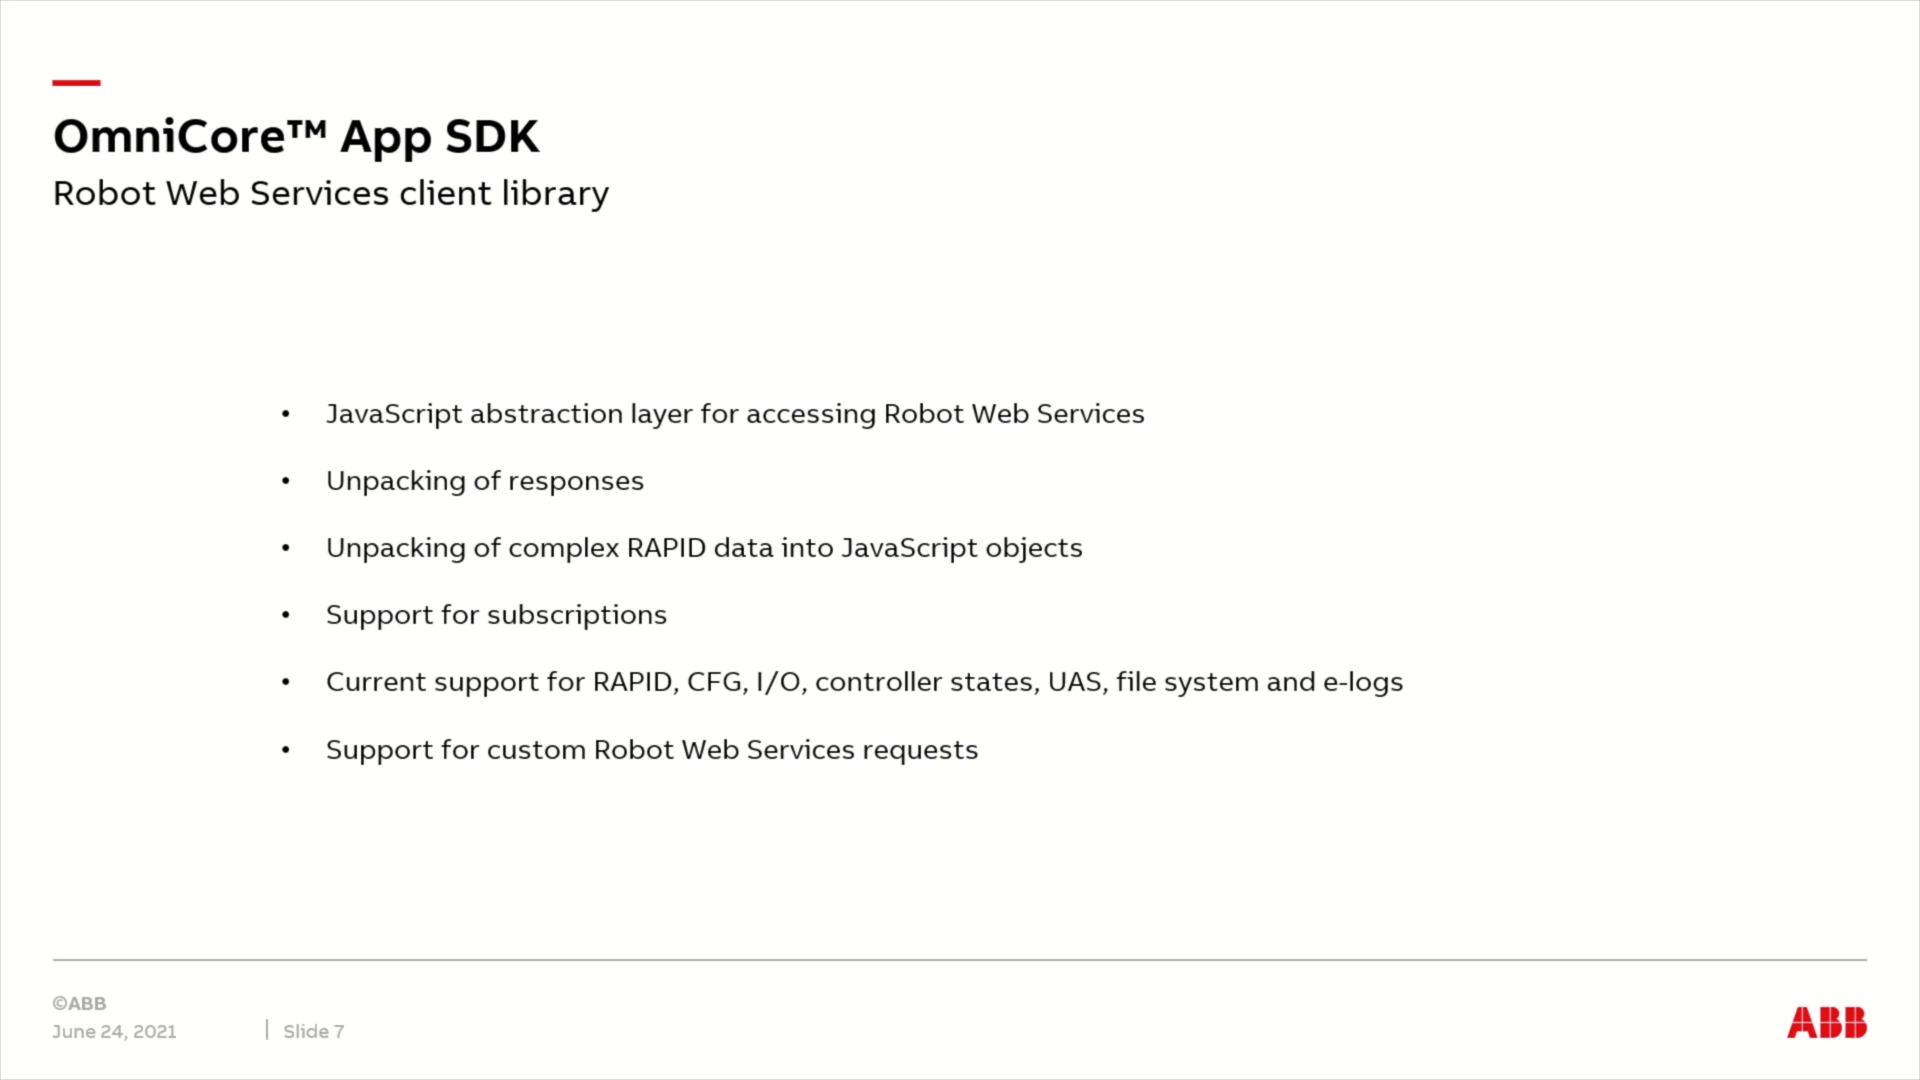 OmniCore™ App SDK
Robot Web Services client library
• JavaScript abstraction layer for accessing Robot Web Services
• Unpacking of responses
• Unpacking of complex RAPID data into JavaScript objects
• Support for subscriptions
• Current support for RAPID, CFG, I/O, controller states, UAS, file system and e-logs
• Support for custom Robot Web Services requests
©ABB
June 24, 2021 | Slide 7
ABB